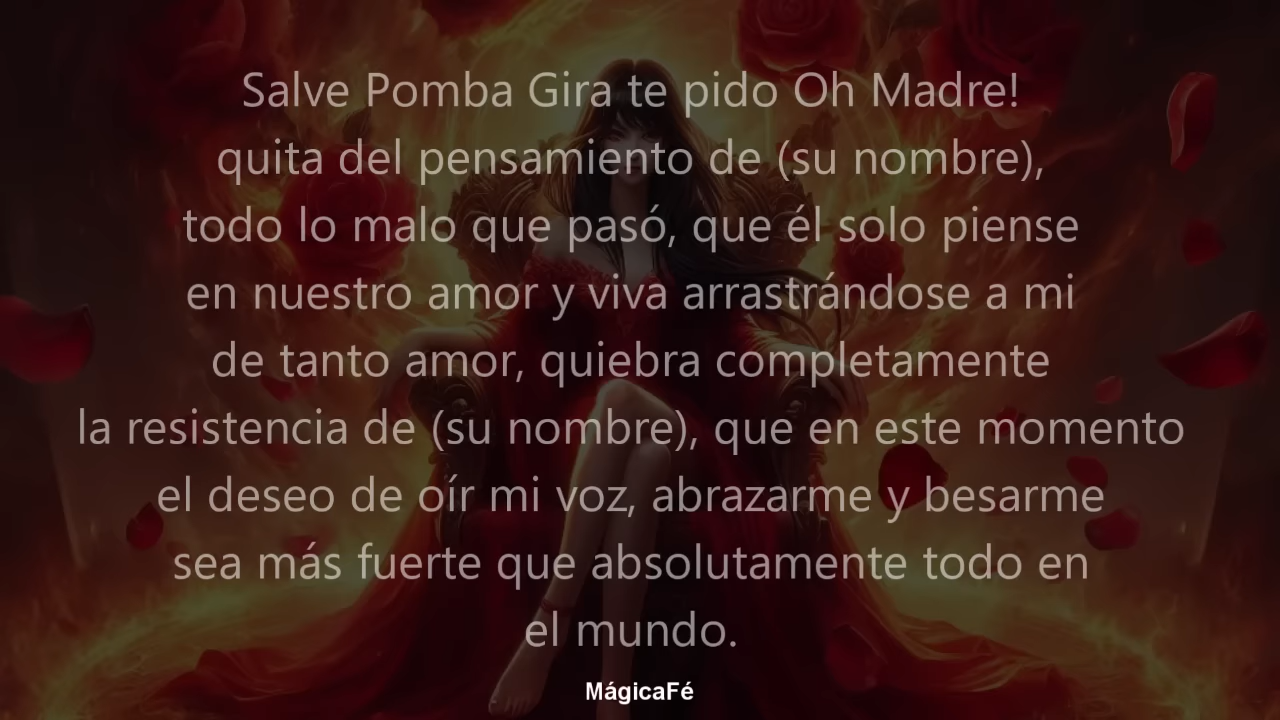 Salve Pomba Gira te pido Oh Madre!
quita del pensamiento de (su nombre),
todo lo malo que pasó, que él solo piense
en nuestro amor y viva arrastrándose a mi
de tanto amor, quiebra completamente
la resistencia de (su nombre), que en este momento
el deseo de oír mi voz, abrazarme y besarme
sea más fuerte que absolutamente todo en
el mundo.
MágicaFé